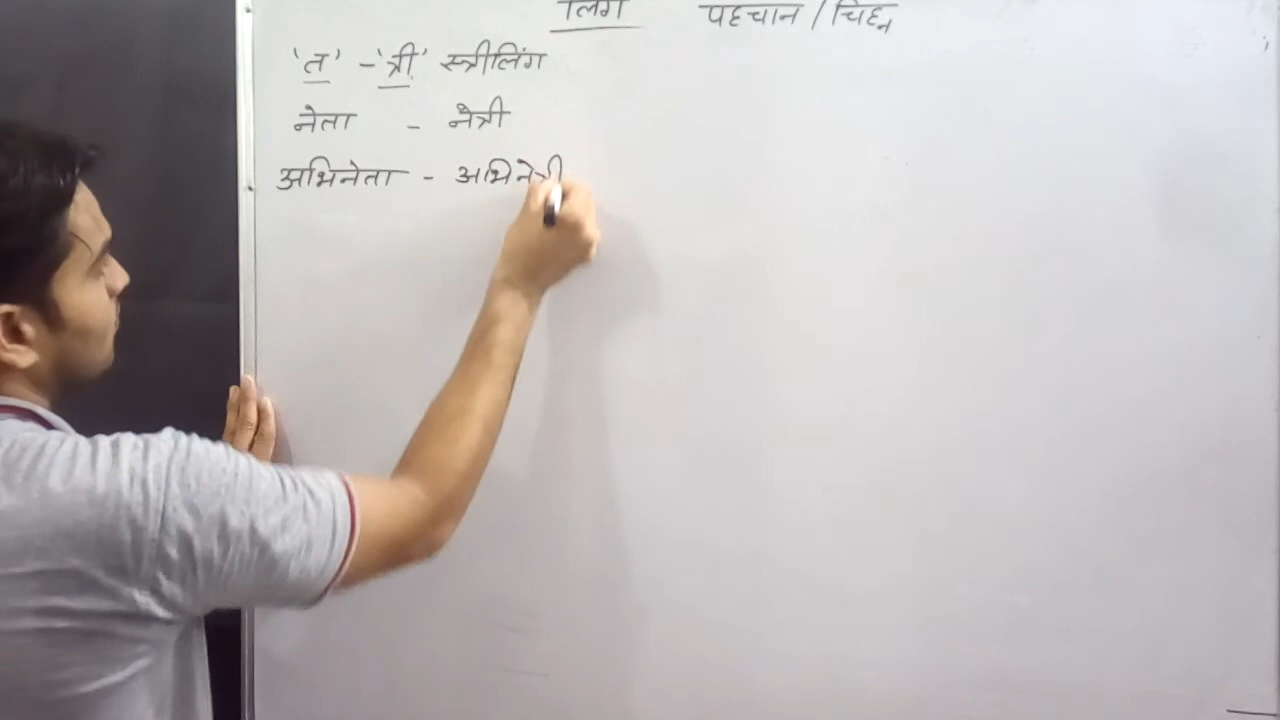 लिंग पहचान / चिह्न
'त' - 'त्री' स्त्रीलिंग
नेता - नेत्री
अभिनेता - अभिनेत्री